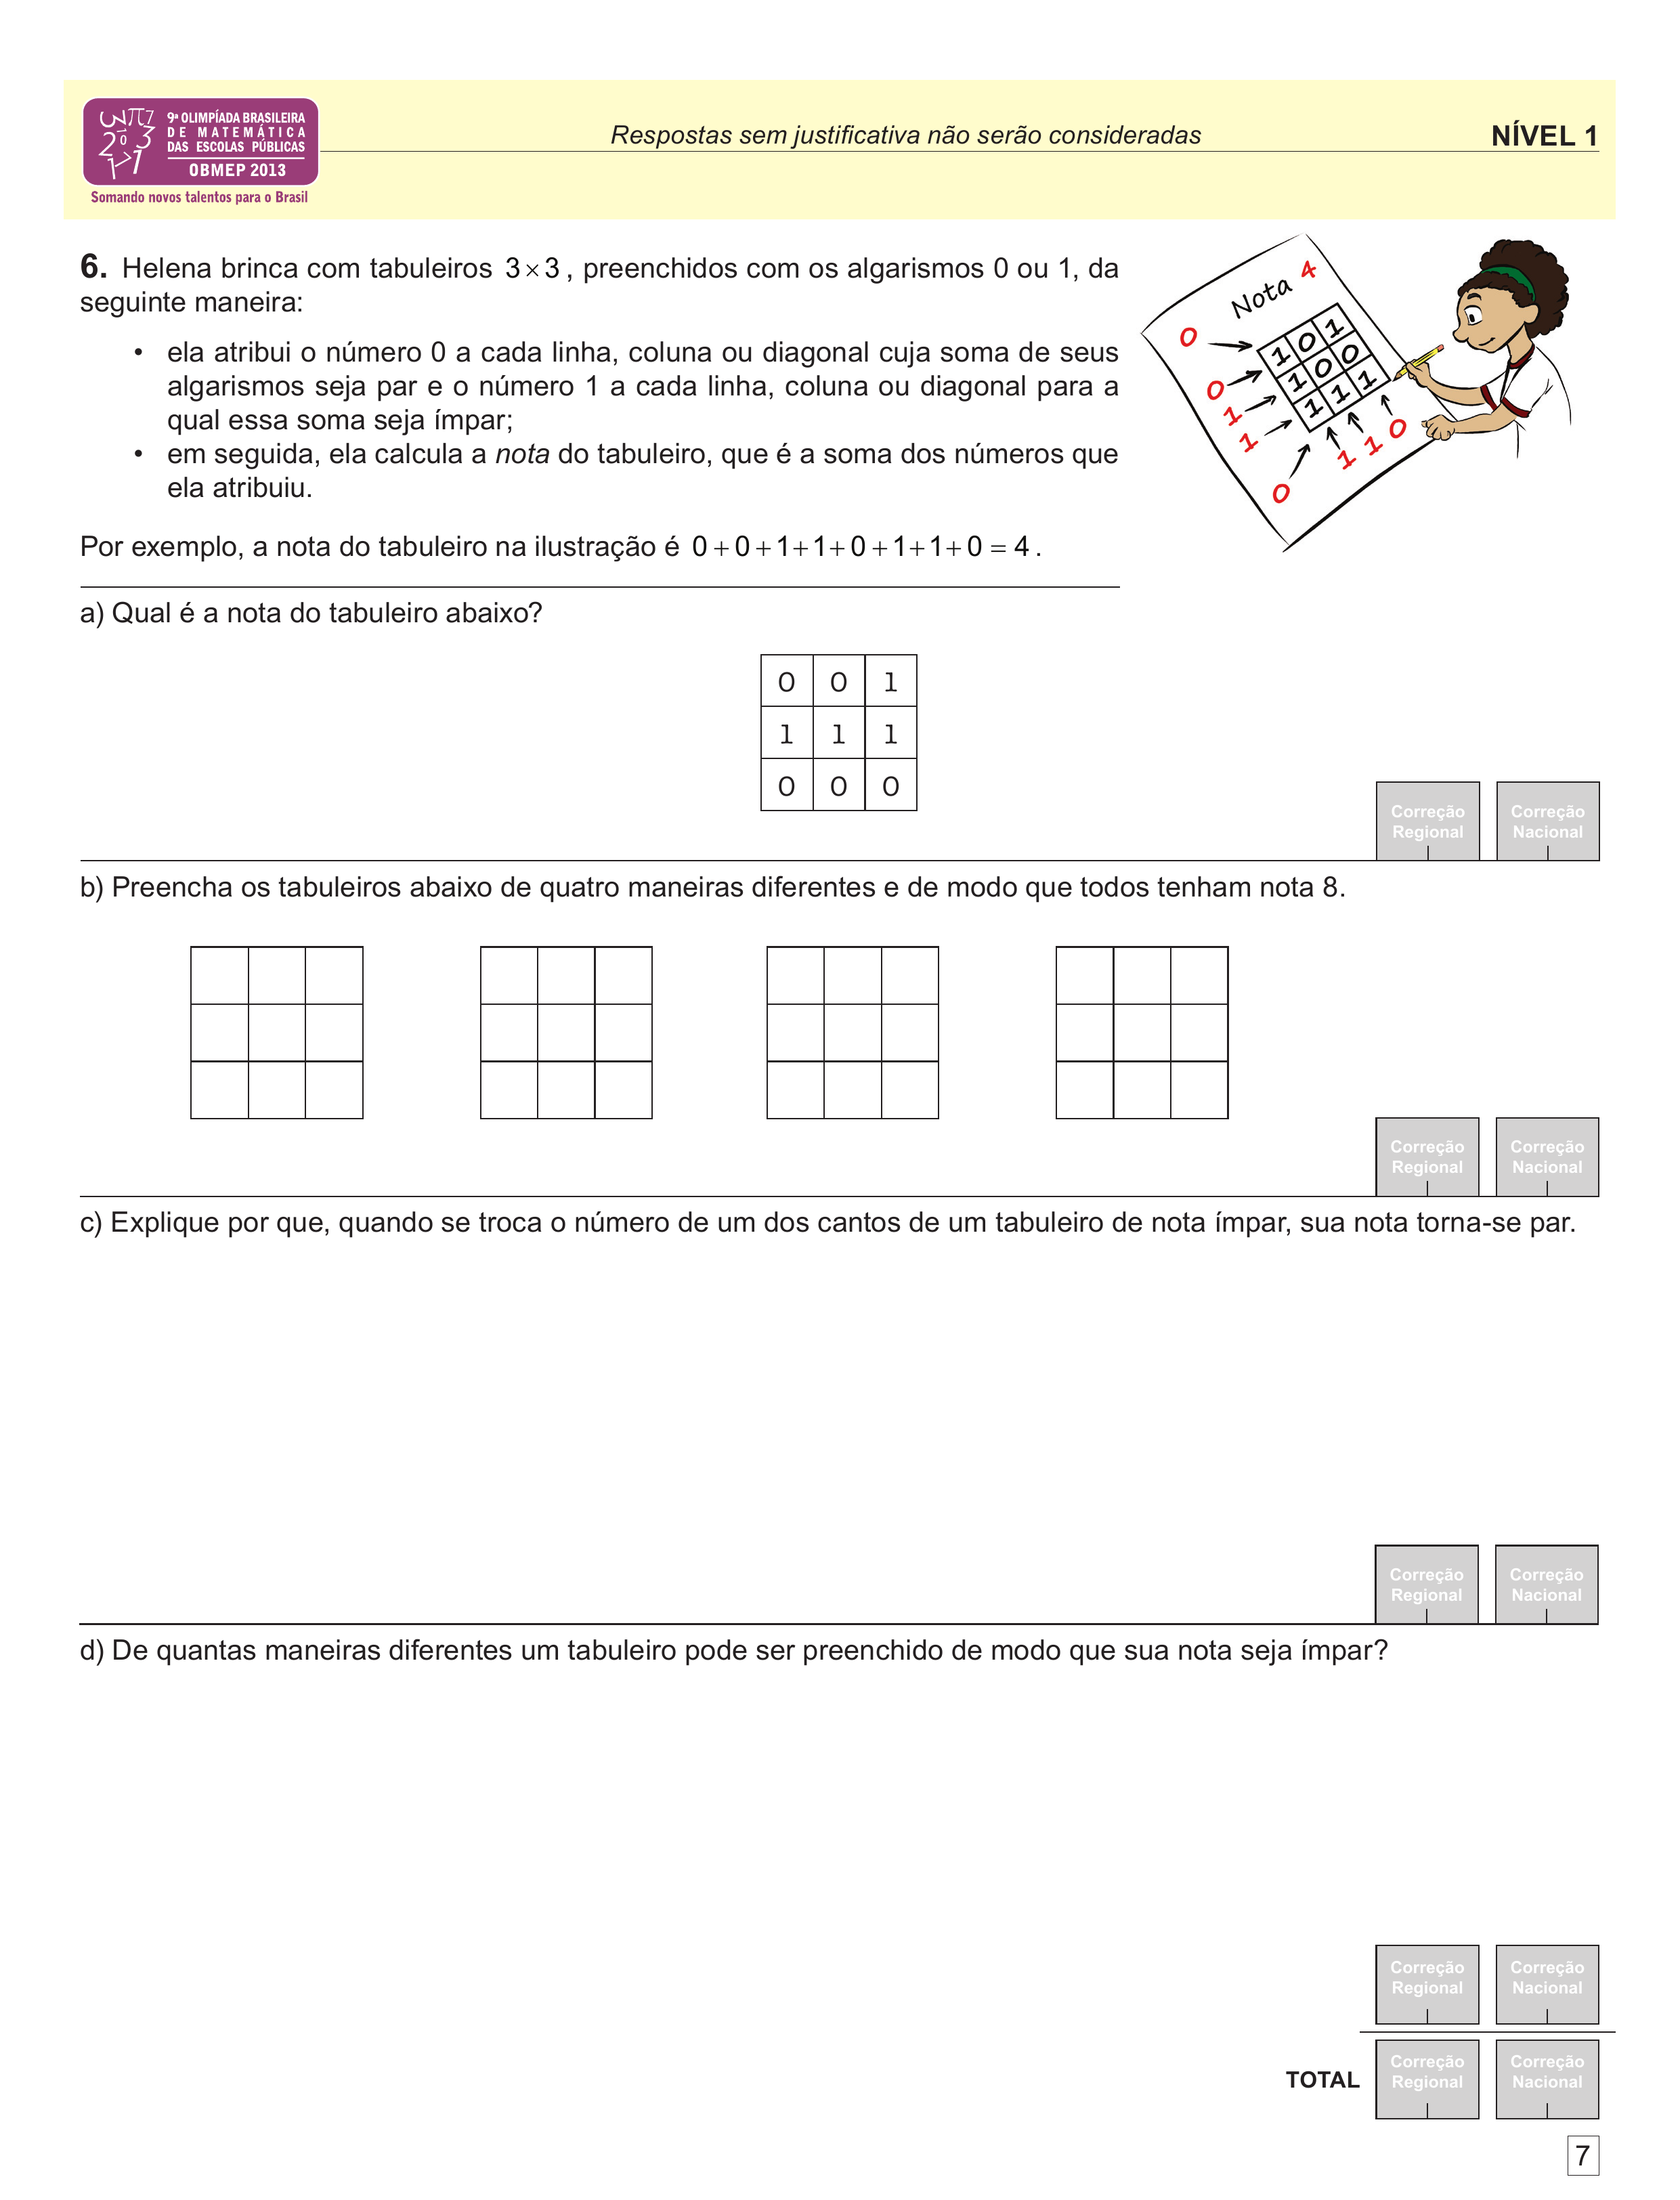 9ª OLIMPÍADA BRASILEIRA
DE MATEMÁTICA
DAS ESCOLAS PÚBLICAS
OBMEP 2013
Somando novos talentos para o Brasil
Respostas sem justificativa não serão consideradas
NÍVEL 1
6. Helena brinca com tabuleiros 3×3, preenchidos com os algarismos 0 ou 1, da
seguinte maneira:
• ela atribui o número 0 a cada linha, coluna ou diagonal cuja soma de seus
algarismos seja par e o número 1 a cada linha, coluna ou diagonal para a
qual essa soma seja ímpar;
• em seguida, ela calcula a nota do tabuleiro, que é a soma dos números que
ela atribuiu.
Por exemplo, a nota do tabuleiro na ilustração é 0+0+1+1+0+1+1+0=4.
Nota 4
0
1 0 1
0
1 0 0
1
1 1 1
1
0
1 1 0
a) Qual é a nota do tabuleiro abaixo?
0 0 1
1 1 1
0 0 0
Correção Regional
Correção Nacional
b) Preencha os tabuleiros abaixo de quatro maneiras diferentes e de modo que todos tenham nota 8.
Correção Regional
Correção Nacional
c) Explique por que, quando se troca o número de um dos cantos de um tabuleiro de nota ímpar, sua nota torna-se par.
Correção Regional
Correção Nacional
d) De quantas maneiras diferentes um tabuleiro pode ser preenchido de modo que sua nota seja ímpar?
Correção Regional
Correção Nacional
TOTAL
Correção Regional
Correção Nacional
7